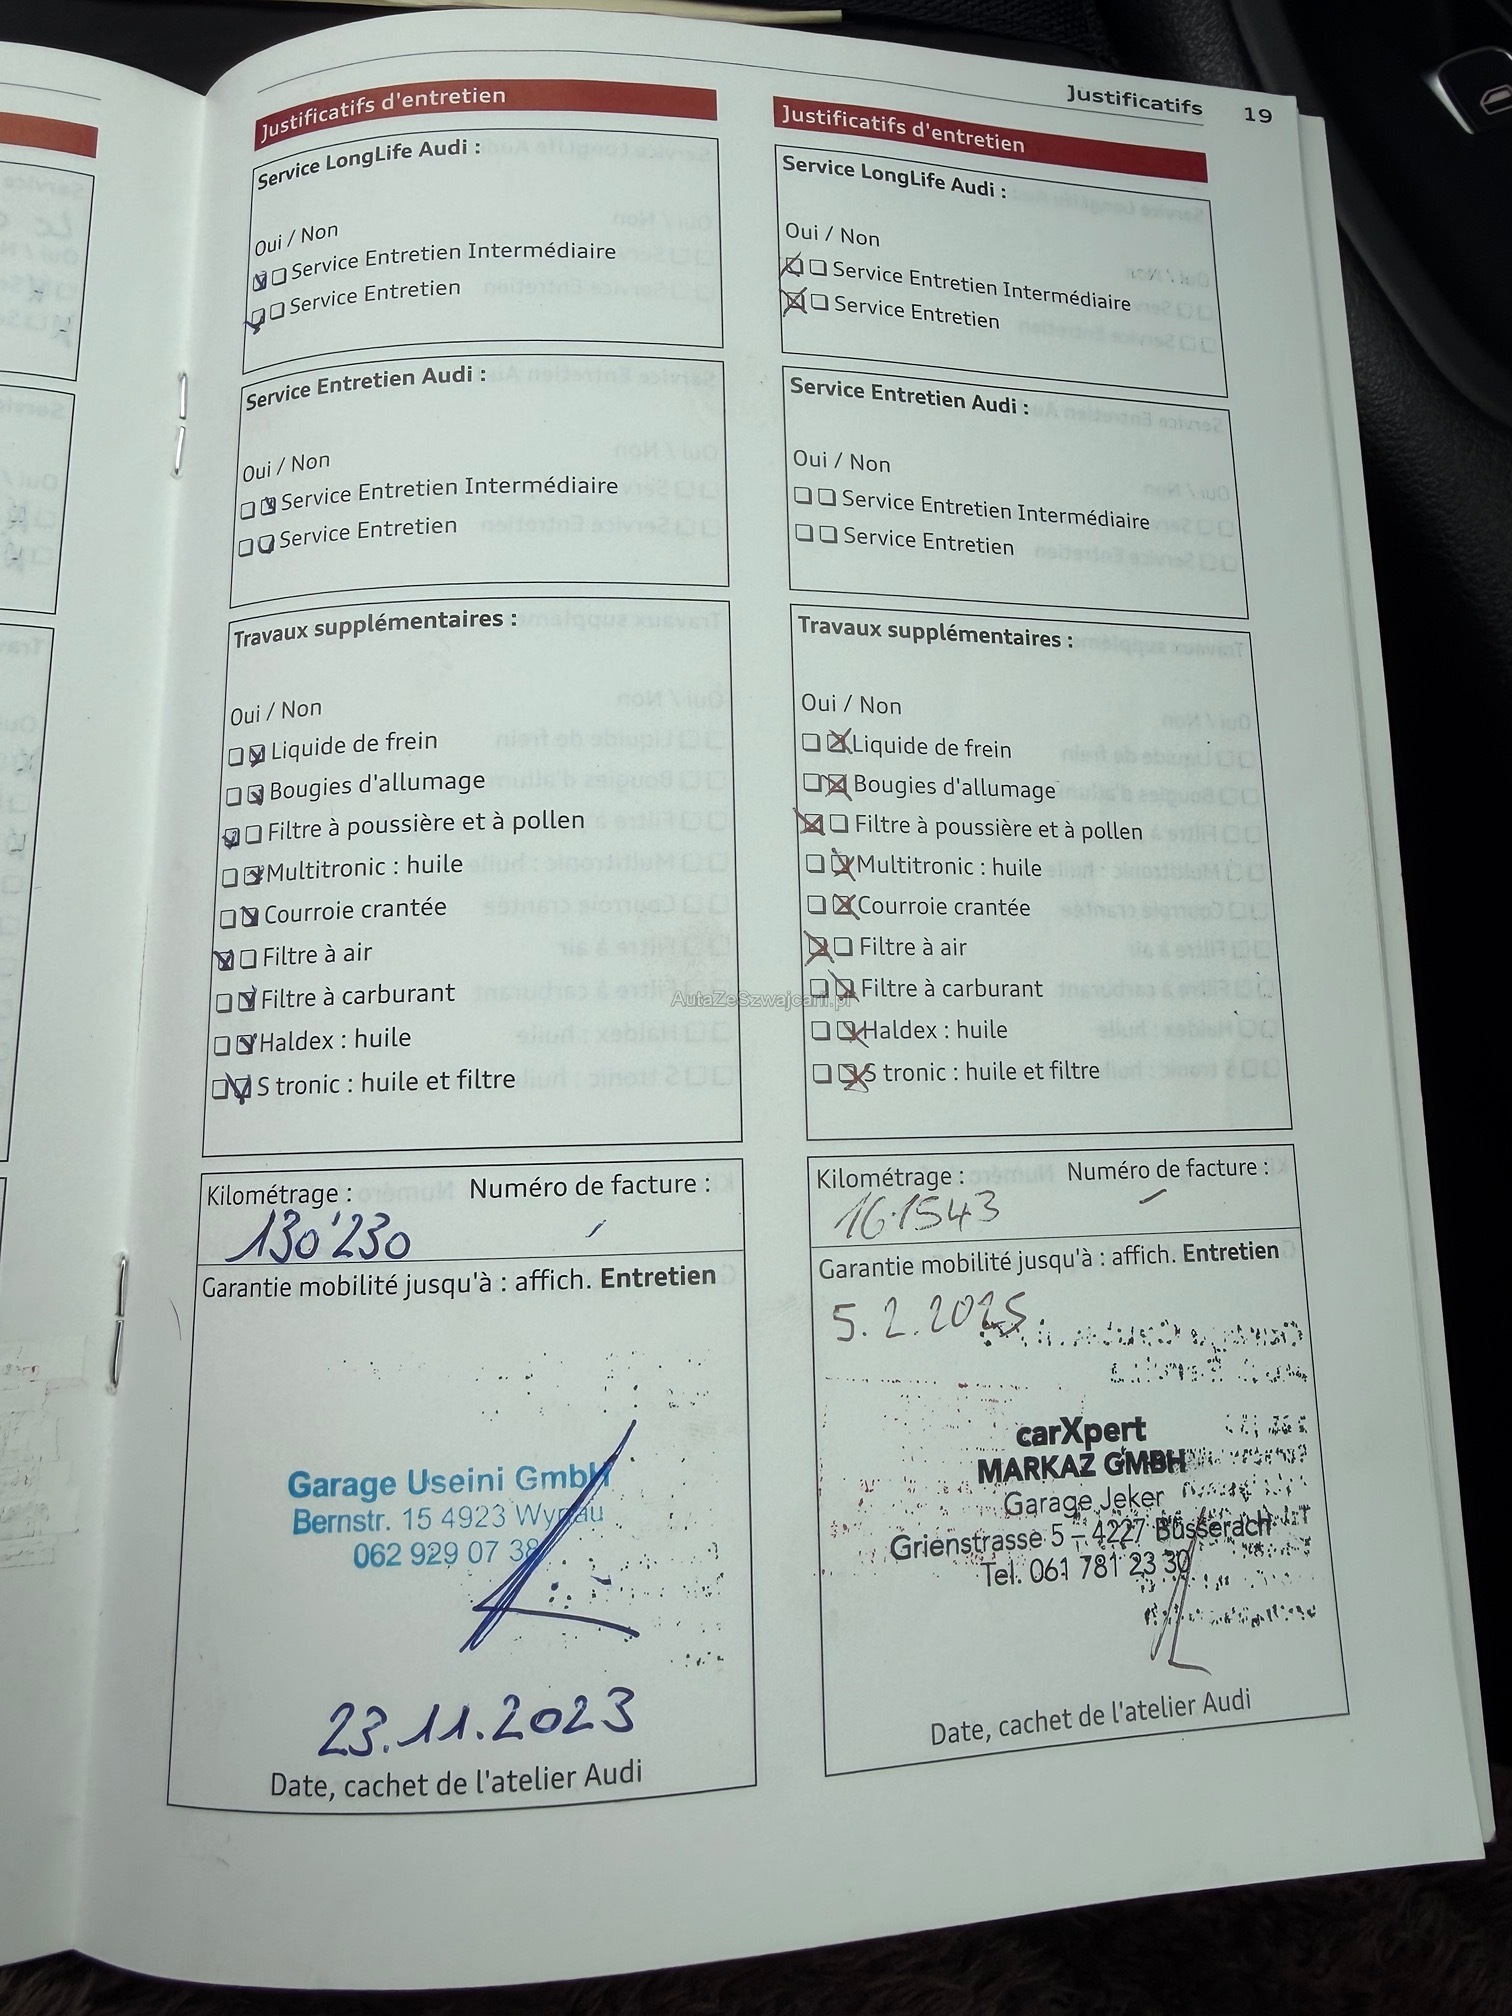 Justificatifs 19
Justificatifs d'entretien
Service LongLife Audi :
Oui / Non
Service Entretien Intermédiaire
Service Entretien
Service Entretien Audi :
Oui / Non
Service Entretien Intermédiaire
Service Entretien
Travaux supplémentaires :
Oui / Non
Liquide de frein
Bougies d'allumage
Filtre à poussière et à pollen
Multitronic : huile
Courroie crantée
Filtre à air
Filtre à carburant
Haldex : huile
S tronic : huile et filtre
Kilométrage : Numéro de facture :
130'230
Garantie mobilité jusqu'à : affich. Entretien
Garage Useini GmbH
Bernstr. 15 4923 Wynau
062 929 07 38
23.11.2023
Date, cachet de l'atelier Audi
Justificatifs d'entretien
Service LongLife Audi :
Oui / Non
Service Entretien Intermédiaire
Service Entretien
Service Entretien Audi :
Oui / Non
Service Entretien Intermédiaire
Service Entretien
Travaux supplémentaires :
Oui / Non
Liquide de frein
Bougies d'allumage
Filtre à poussière et à pollen
Multitronic : huile
Courroie crantée
Filtre à air
Filtre à carburant
Haldex : huile
S tronic : huile et filtre
Kilométrage : Numéro de facture :
161543
Garantie mobilité jusqu'à : affich. Entretien
5.2.2025
carXpert
MARKAZ GMBH
Garage Jeker
Grienstrasse 5 – 4227 Büsserach
Tel. 061 781 23 30
Date, cachet de l'atelier Audi
AutaZeSzwajcarii.pl